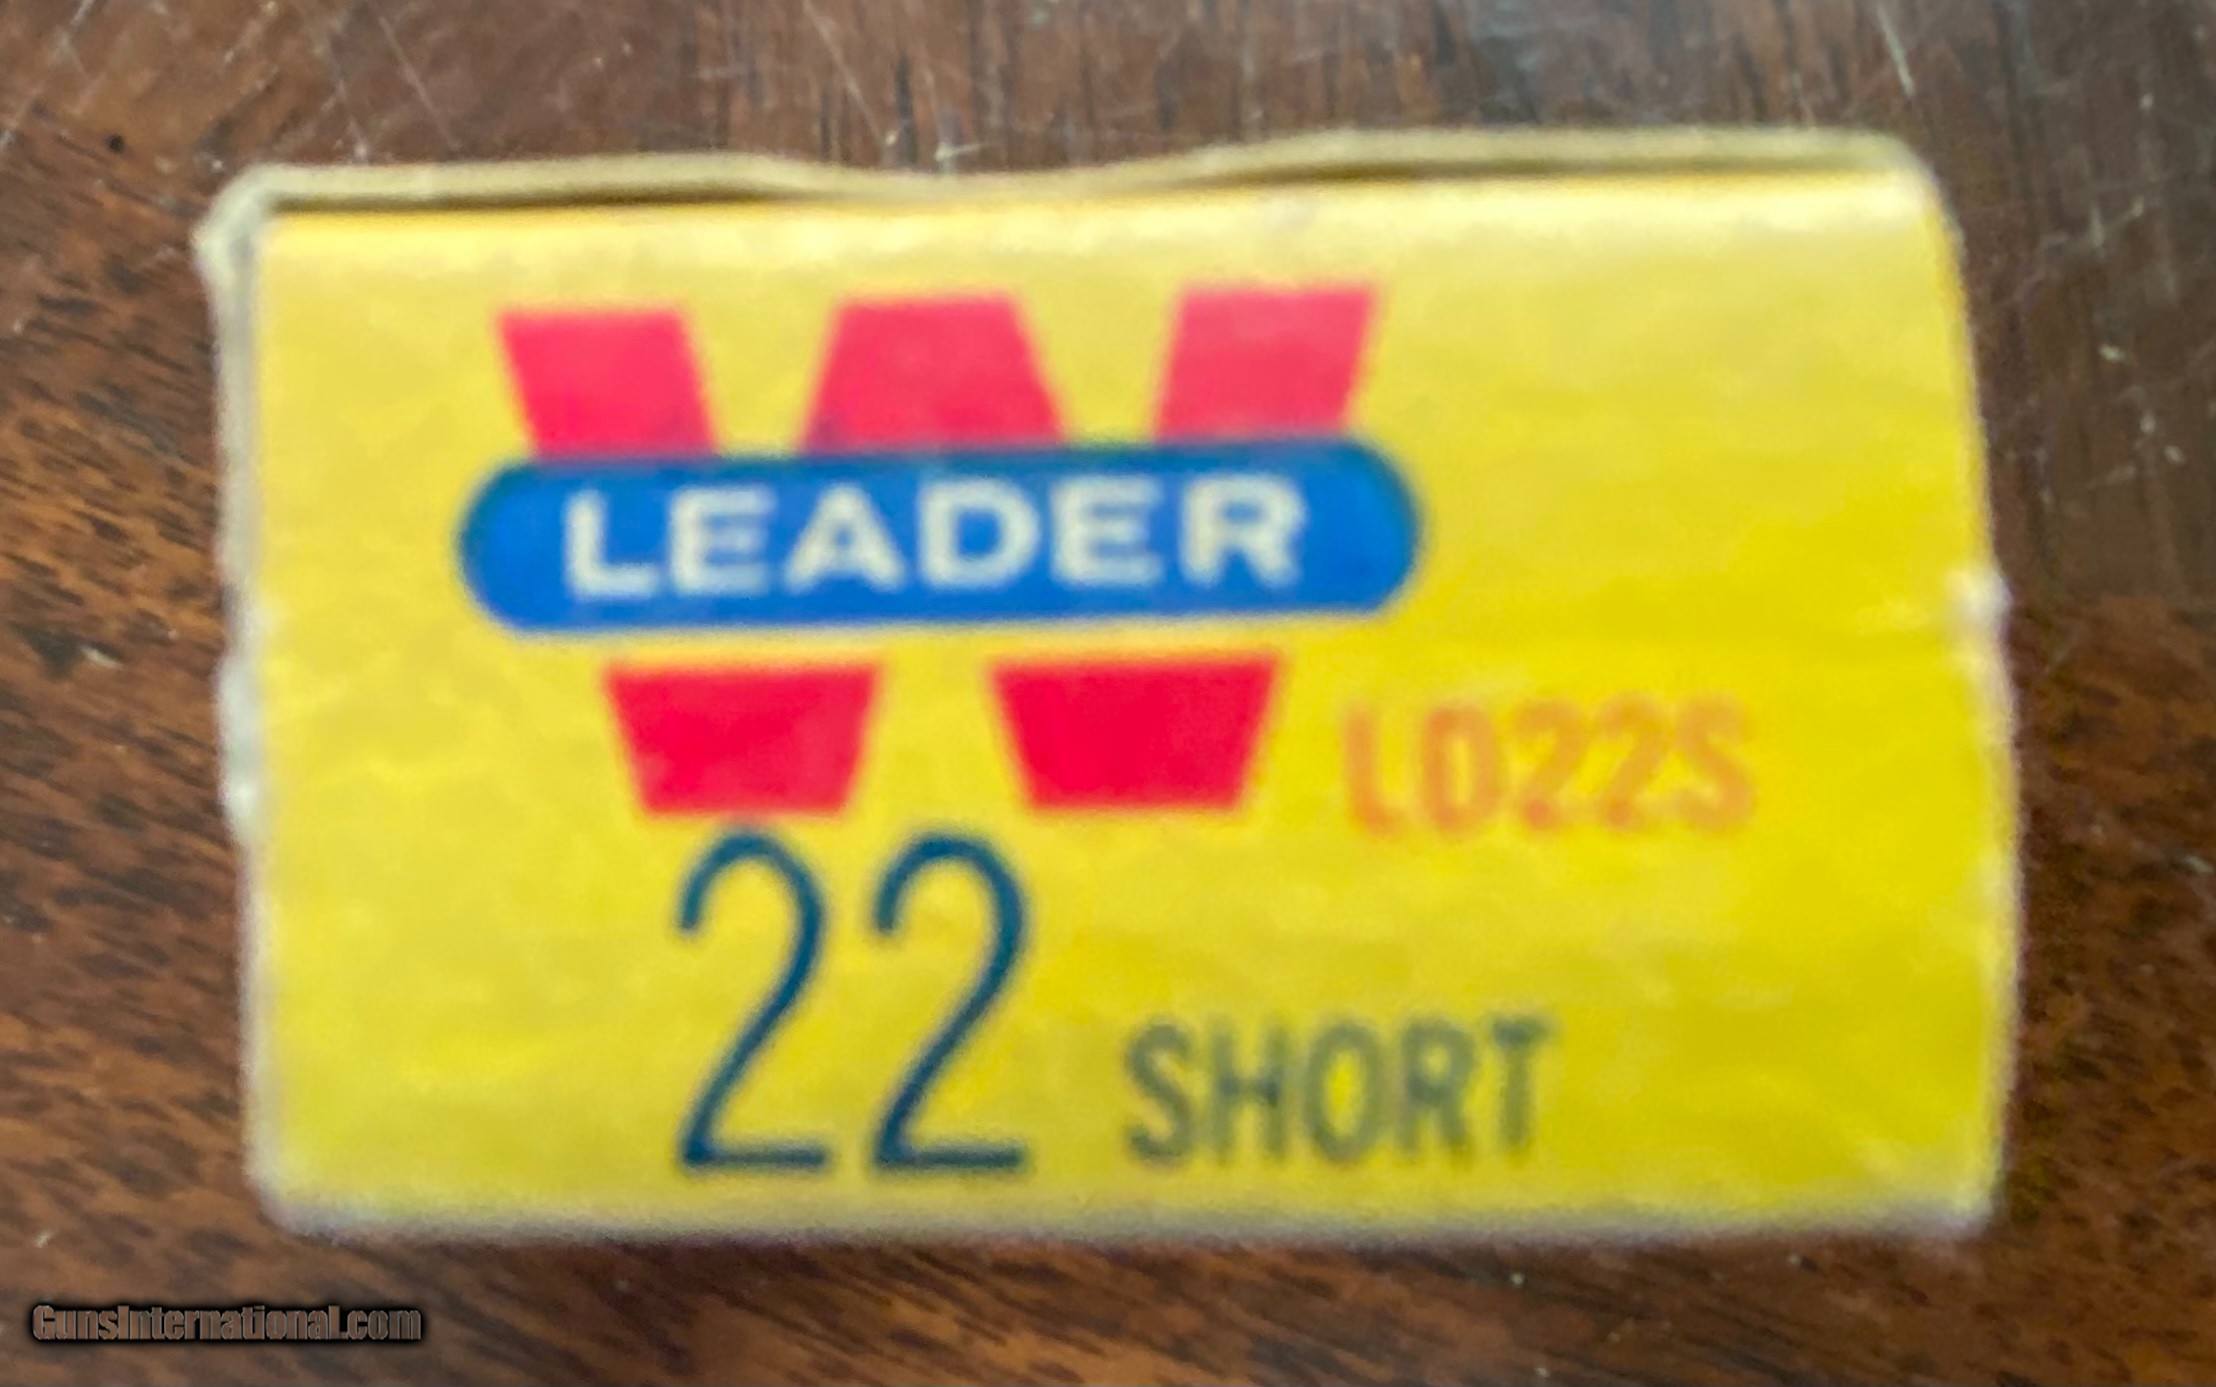 W
LEADER
LD22S
22 SHORT
GunsInternational.com